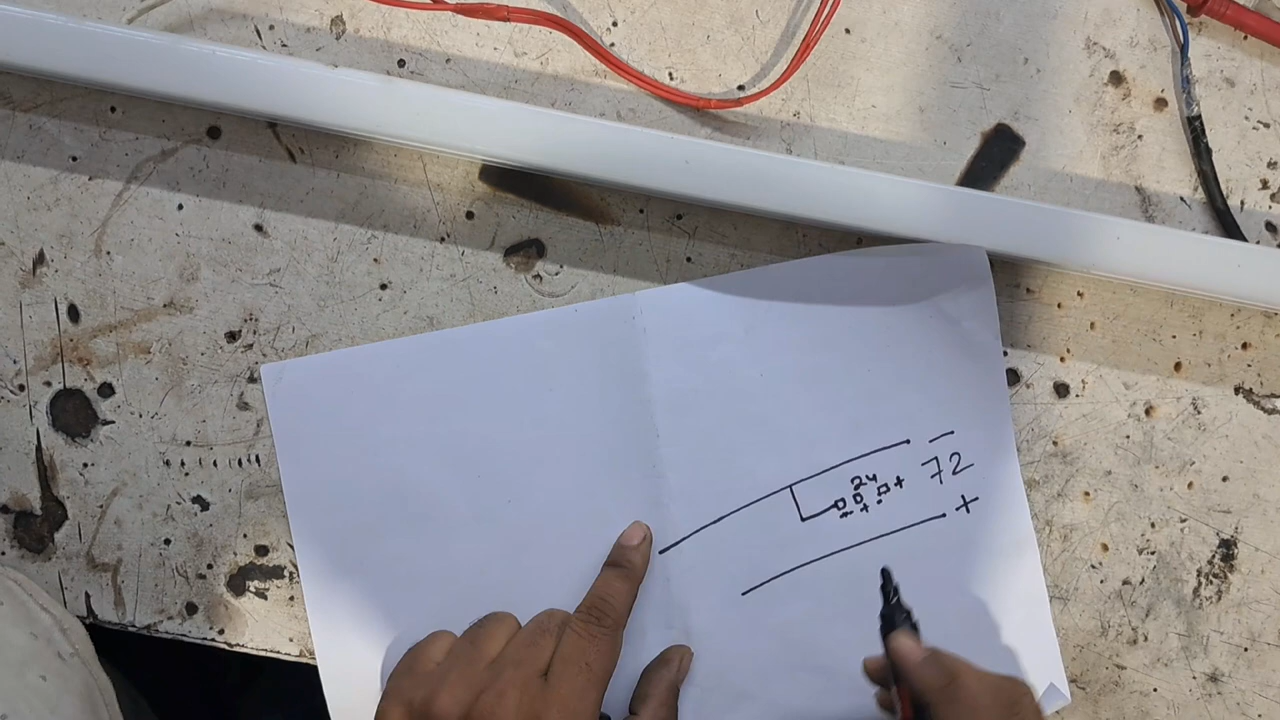 −
24 +
72
− + -
+